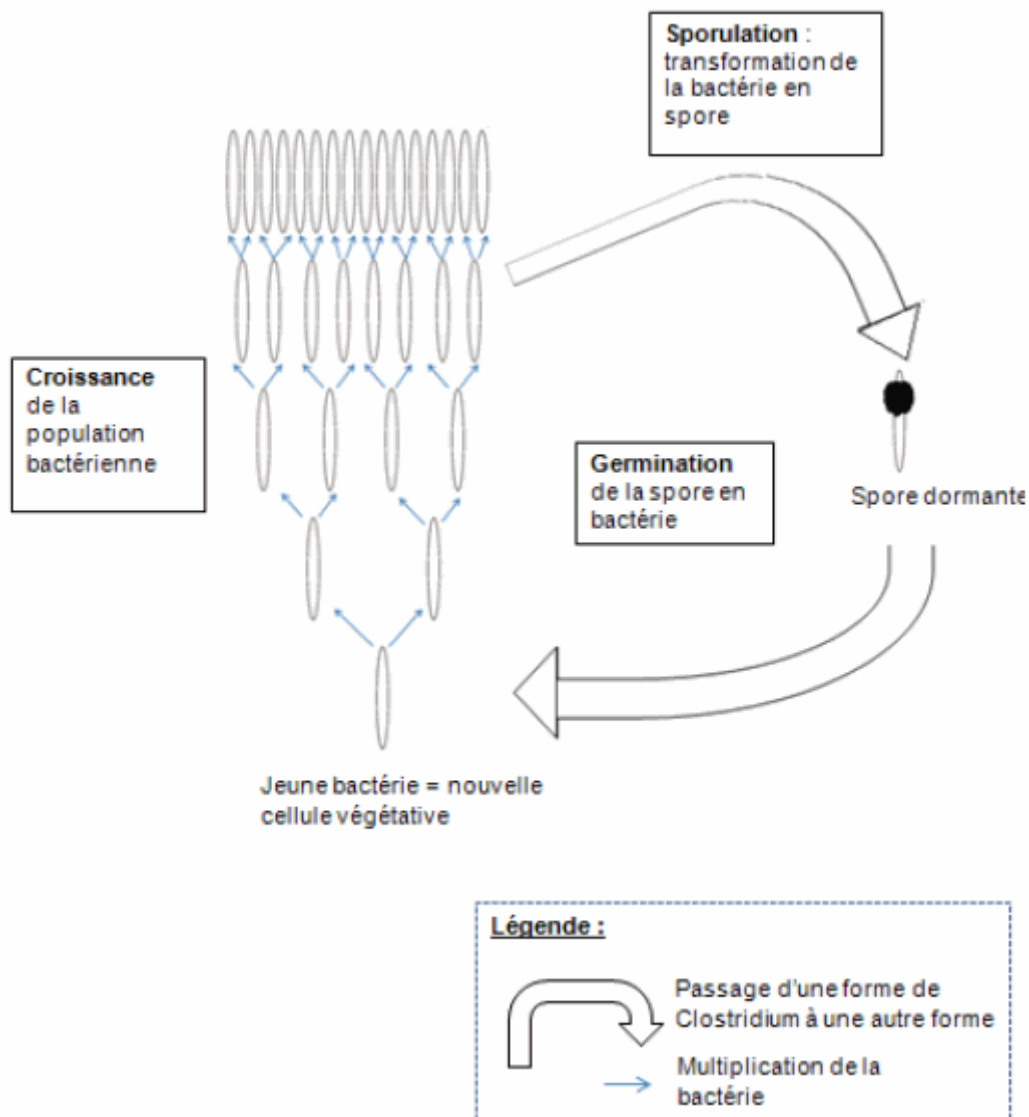 Sporulation :
transformation de
la bactérie en
spore
Croissance
de la
population
bactérienne
Germination
de la spore en
bactérie
Spore dormante
Jeune bactérie = nouvelle
cellule végétative
Légende :
Passage d'une forme de
Clostridium à une autre forme
Multiplication de la
bactérie